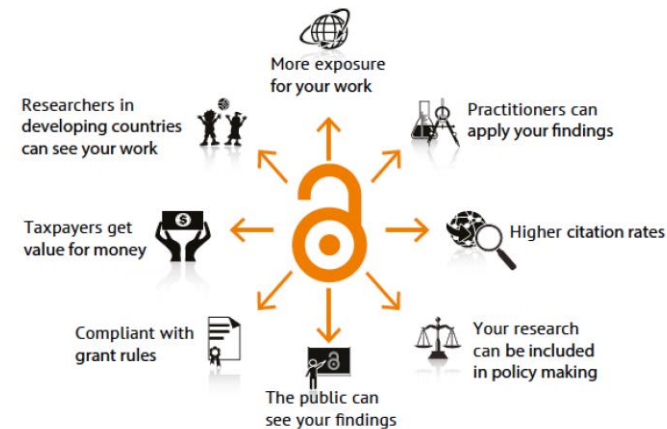 More exposure
for your work
Practitioners can
apply your findings
Higher citation rates
Your research
can be included
in policy making
The public can
see your findings
Compliant with
grant rules
Taxpayers get
value for money
$
Researchers in
developing countries
can see your work